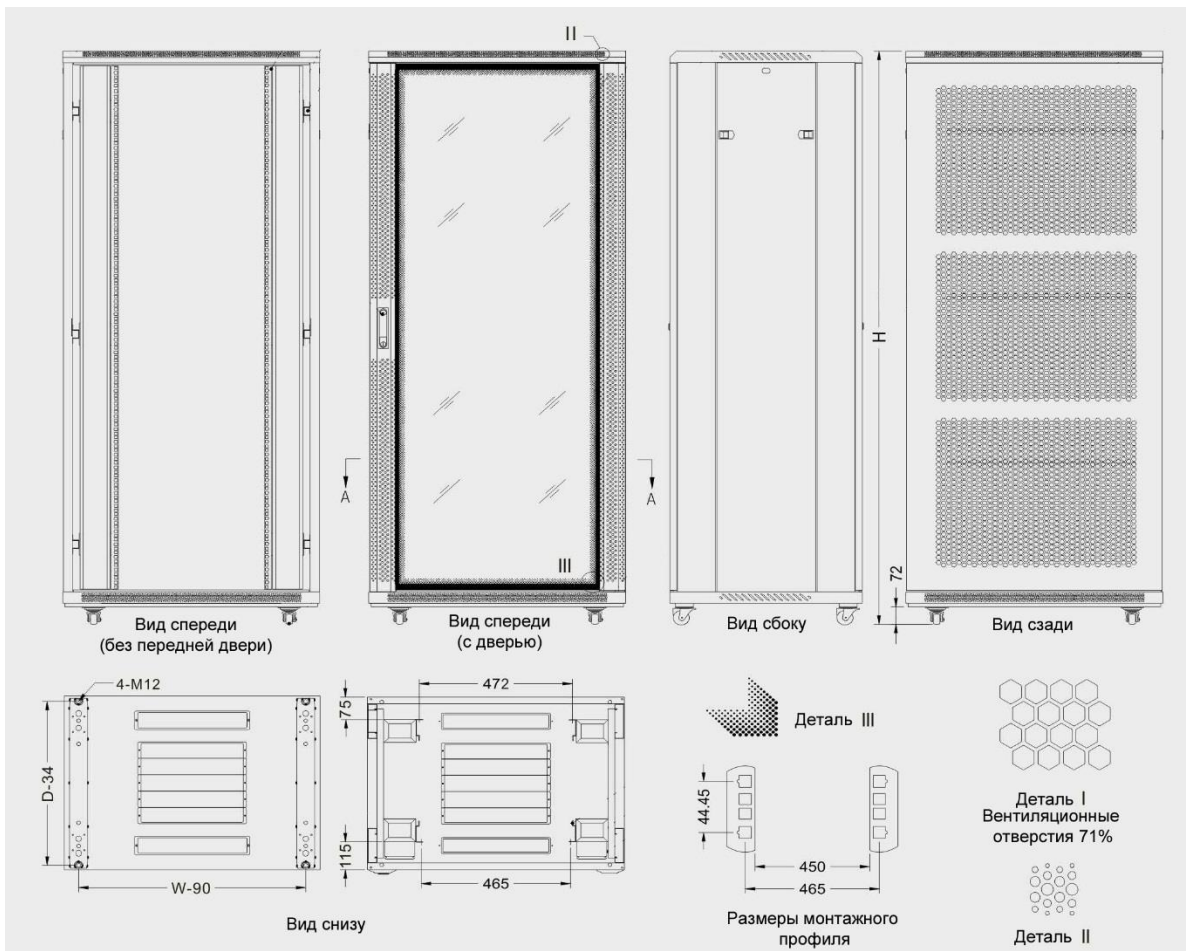 II
III
A
A
H
72
Вид спереди
(без передней двери)
Вид спереди
(с дверью)
Вид сбоку
Вид сзади
4-M12
D-34
W-90
75
472
115
465
Вид снизу
Деталь III
44.45
450
465
Размеры монтажного
профиля
Деталь I
Вентиляционные
отверстия 71%
Деталь II